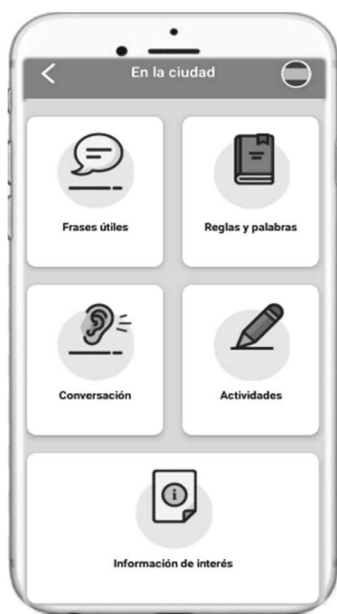 En la ciudad
Frases útiles
Reglas y palabras
Conversación
Actividades
Información de interés